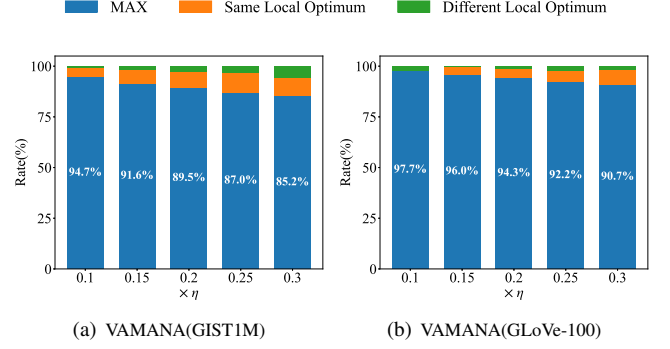 MAX Same Local Optimum Different Local Optimum
Rate(%)
100
75
50
25
0
94.7% 91.6% 89.5% 87.0% 85.2%
0.1 0.15 0.2 0.25 0.3
× η
(a) VAMANA(GIST1M)
Rate(%)
100
75
50
25
0
97.7% 96.0% 94.3% 92.2% 90.7%
0.1 0.15 0.2 0.25 0.3
× η
(b) VAMANA(GLoVe-100)